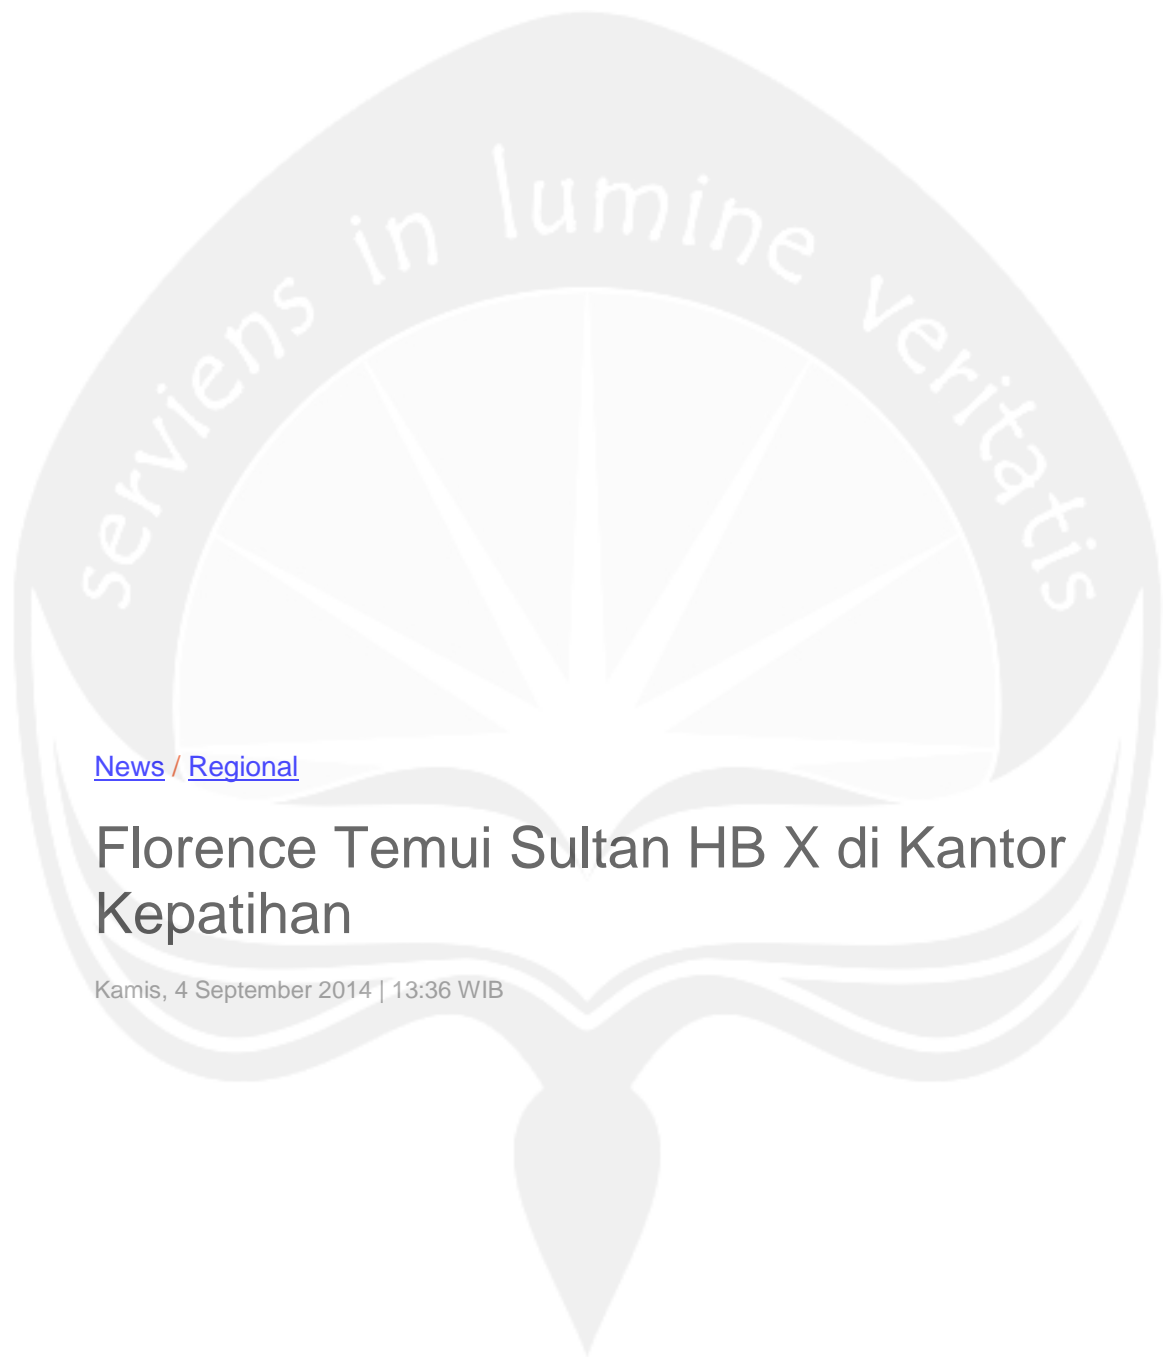 serviens in lumine veritatis
News / Regional
Florence Temui Sultan HB X di Kantor
Kepatihan
Kamis, 4 September 2014 | 13:36 WIB